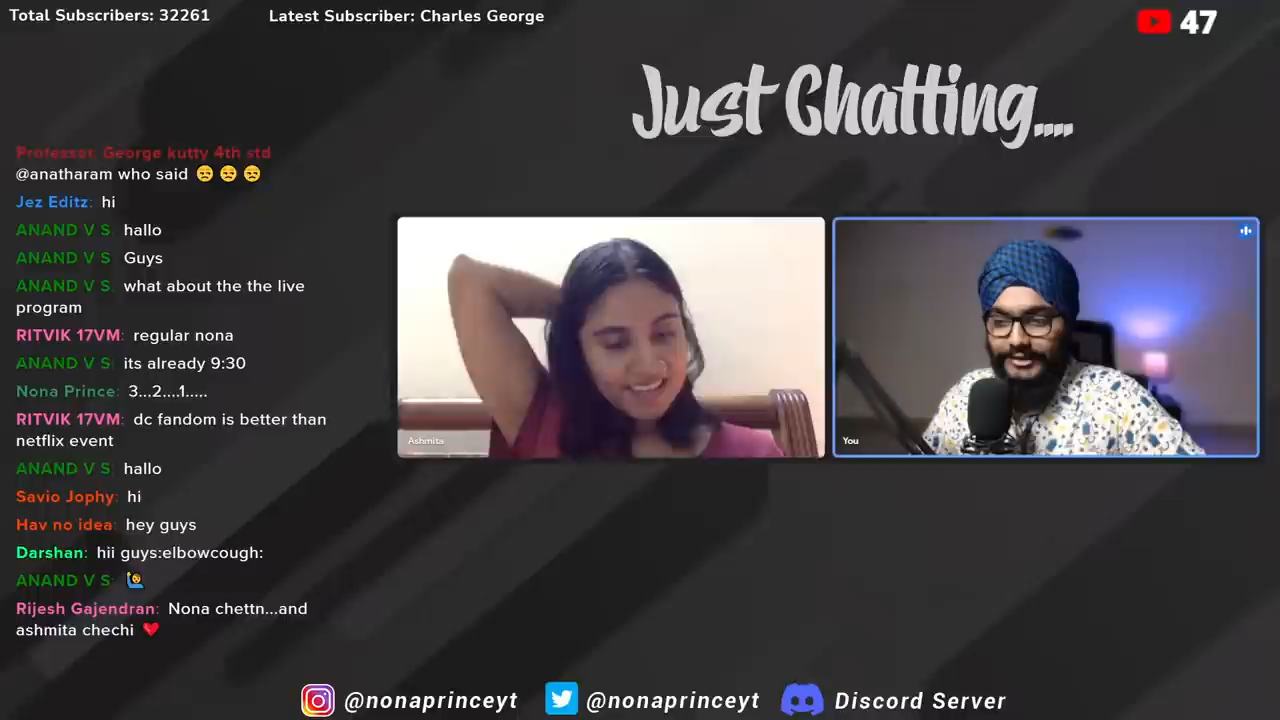 Total Subscribers: 32261
Latest Subscriber: Charles George
47
Just Chatting....
Professor. George kutty 4th std
@anatharam who said 😒 😒 😒
Jez Editz: hi
ANAND V S: hallo
ANAND V S: Guys
ANAND V S: what about the the live
program
RITVIK 17VM: regular nona
ANAND V S: its already 9:30
Nona Prince: 3...2....1.....
RITVIK 17VM: dc fandom is better than
netflix event
ANAND V S: hallo
Savio Jophy: hi
Hav no idea: hey guys
Darshan: hii guys:elbowcough:
ANAND V S: 🙋‍♂️
Rijesh Gajendran: Nona chettn...and
ashmita chechi ❤️
Ashmita
You
@nonaprinceyt
@nonaprinceyt
Discord Server